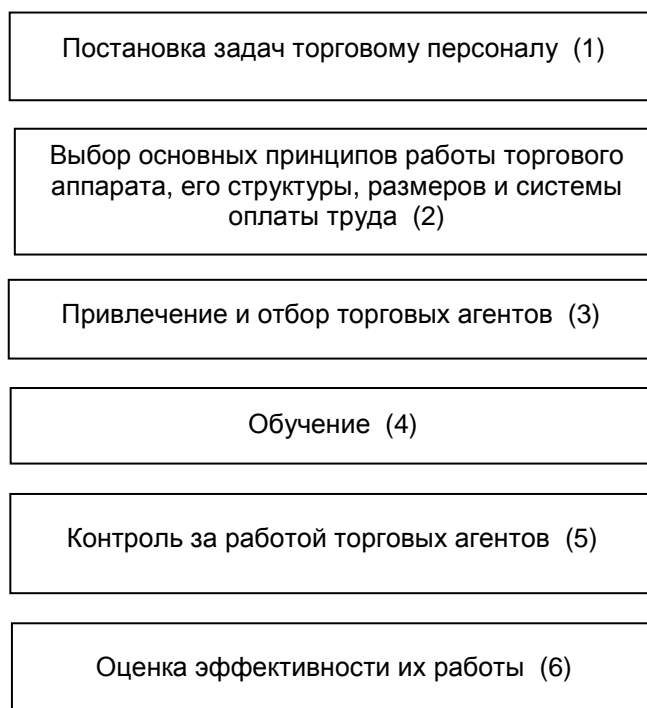 Постановка задач торговому персоналу  (1)
Выбор основных принципов работы торгового
аппарата, его структуры, размеров и системы
оплаты труда  (2)
Привлечение и отбор торговых агентов  (3)
Обучение  (4)
Контроль за работой торговых агентов  (5)
Оценка эффективности их работы  (6)